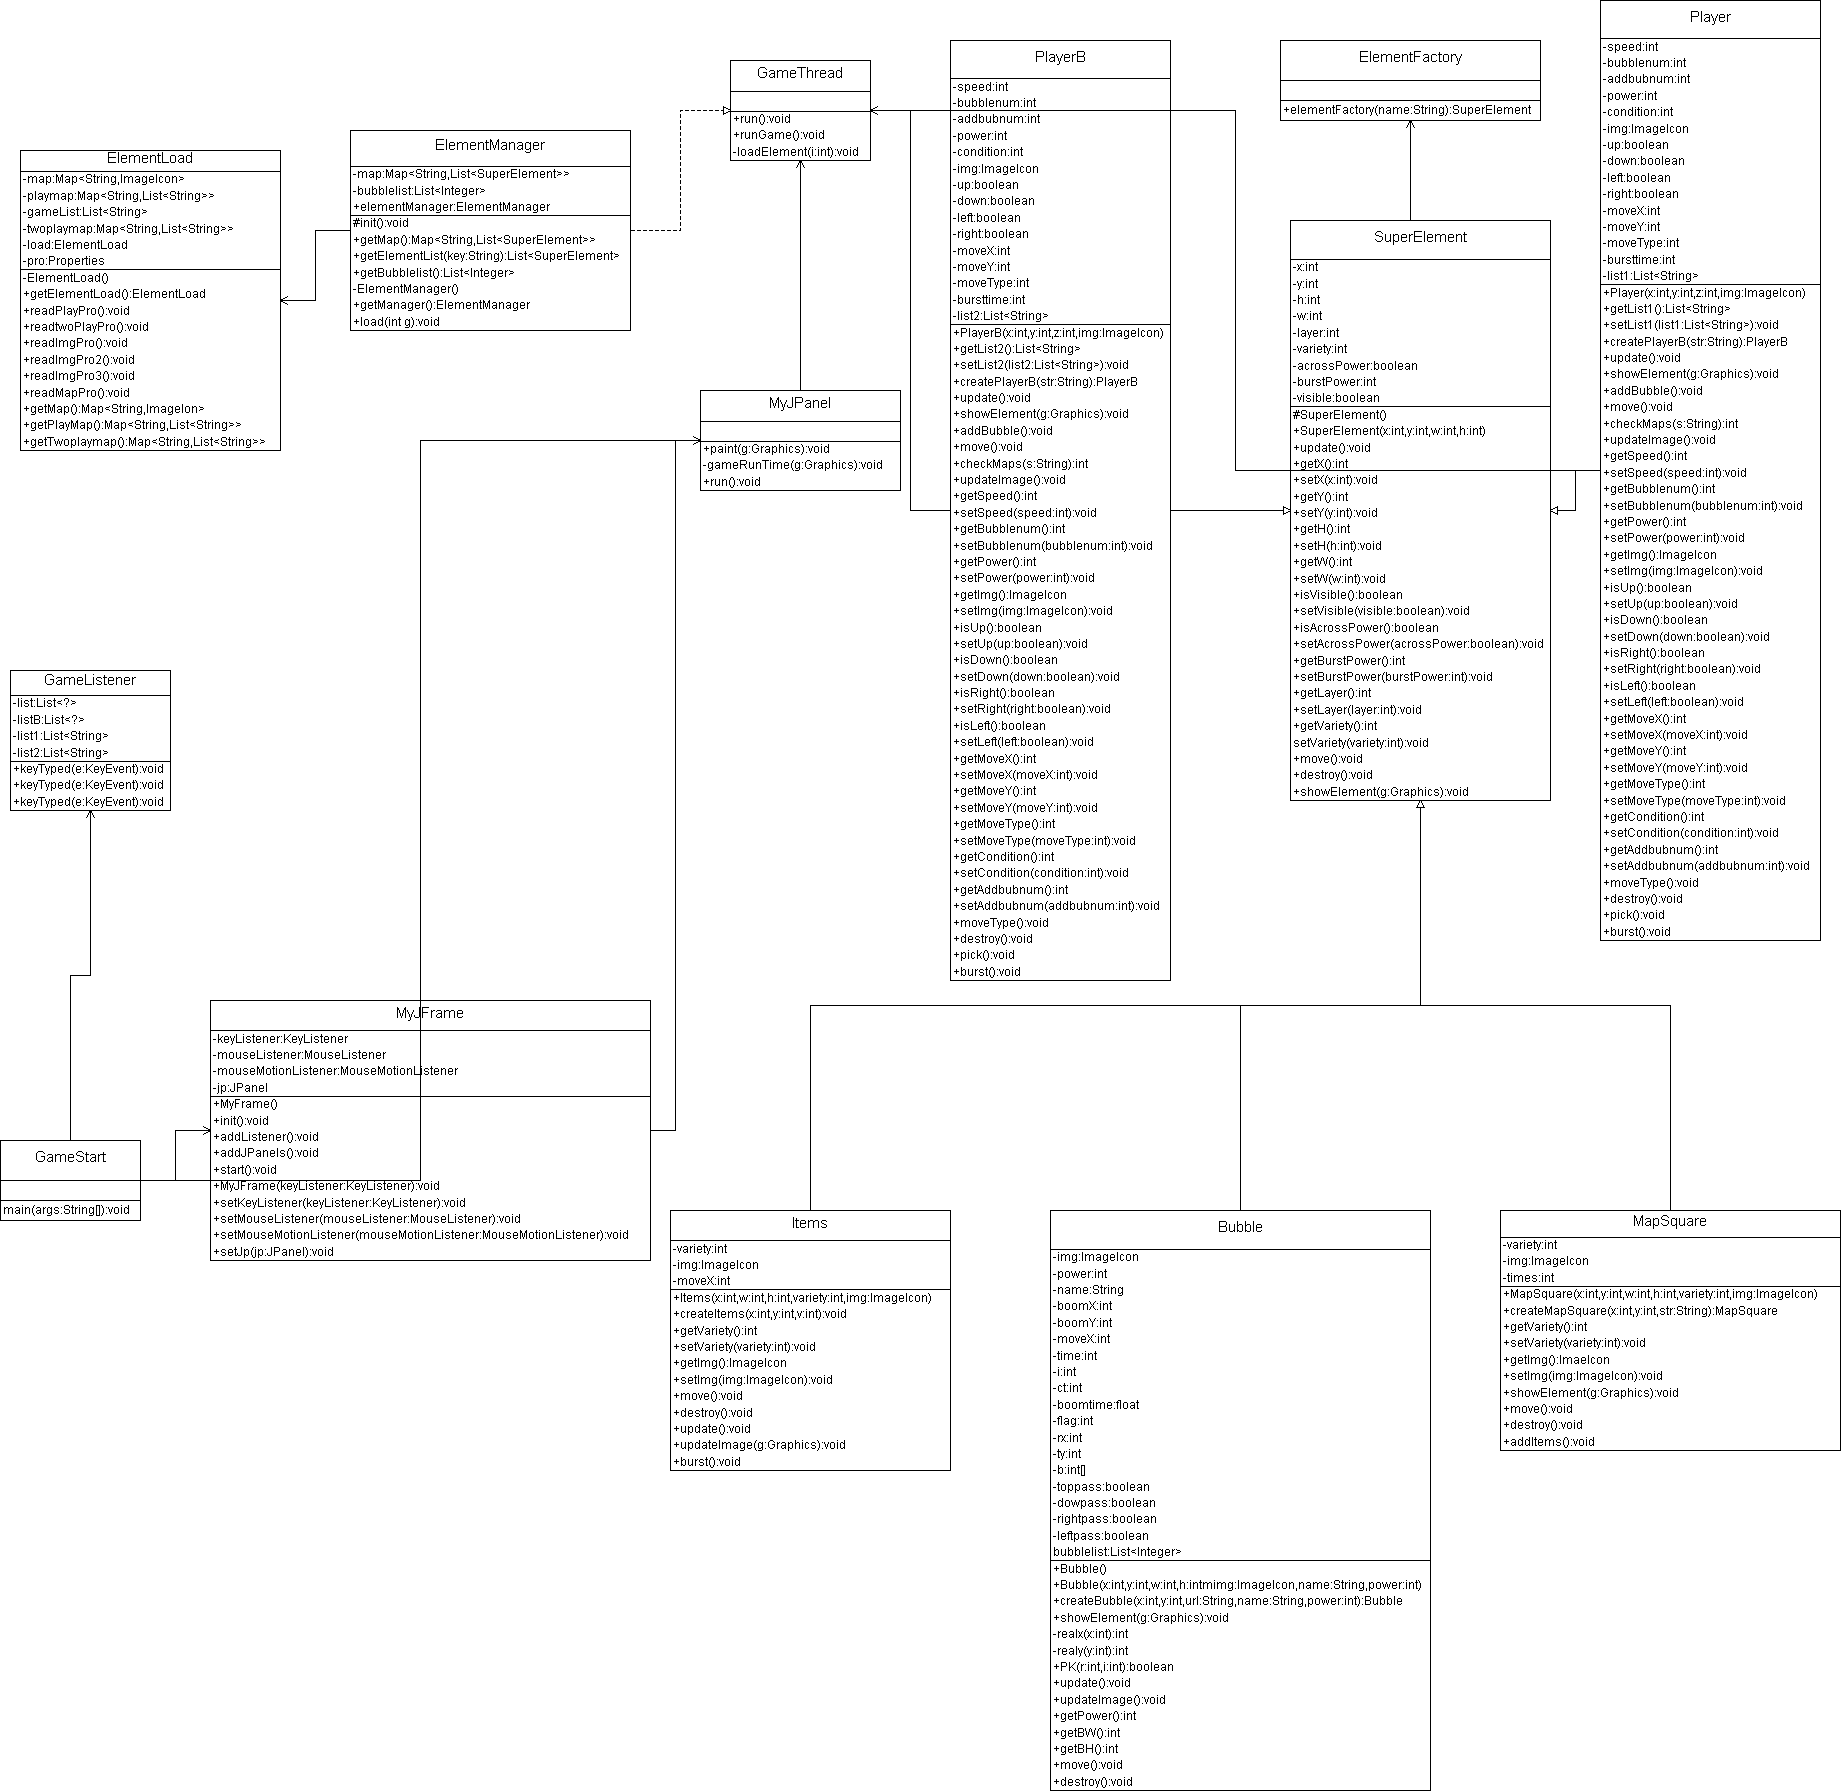 ElementLoad
-map:Map<String,ImageIcon>
-playmap:Map<String,List<String>>
-gameList:List<String>
-twoplaymap:Map<String,List<String>>
-load:ElementLoad
-pro:Properties
-ElementLoad()
+getElementLoad():ElementLoad
+readPlayPro():void
+readtwoPlayPro():void
+readImgPro():void
+readImgPro2():void
+readImgPro3():void
+readMapPro():void
+getMap():Map<String,ImageIon>
+getPlayMap():Map<String,List<String>>
+getTwoplaymap():Map<String,List<String>>
ElementManager
-map:Map<String,List<SuperElement>>
-bubblelist:List<Integer>
+elementManager:ElementManager
#init():void
+getMap():Map<String,List<SuperElement>>
+getElementList(key:String):List<SuperElement>
+getBubblelist():List<Integer>
-ElementManager()
+getManager():ElementManager
+load(int g):void
GameThread
+run():void
+runGame():void
-loadElement(i:int):void
MyJPanel
+paint(g:Graphics):void
-gameRunTime(g:Graphics):void
+run():void
PlayerB
-speed:int
-bubblenum:int
-addbubnum:int
-power:int
-condition:int
-img:ImageIcon
-up:boolean
-down:boolean
-left:boolean
-right:boolean
-moveX:int
-moveY:int
-moveType:int
-bursttime:int
-list2:List<String>
+PlayerB(x:int,y:int,z:int,img:ImageIcon)
+getList2():List<String>
+setList2(list2:List<String>):void
+createPlayerB(str:String):PlayerB
+update():void
+showElement(g:Graphics):void
+addBubble():void
+move():void
+checkMaps(s:String):int
+updateImage():void
+getSpeed():int
+setSpeed(speed:int):void
+getBubblenum():int
+setBubblenum(bubblenum:int):void
+getPower():int
+setPower(power:int):void
+getImg():ImageIcon
+setImg(img:ImageIcon):void
+isUp():boolean
+setUp(up:boolean):void
+isDown():boolean
+setDown(down:boolean):void
+isRight():boolean
+setRight(right:boolean):void
+isLeft():boolean
+setLeft(left:boolean):void
+getMoveX():int
+setMoveX(moveX:int):void
+getMoveY():int
+setMoveY(moveY:int):void
+getMoveType():int
+setMoveType(moveType:int):void
+getCondition():int
+setCondition(condition:int):void
+getAddbubnum():int
+setAddbubnum(addbubnum:int):void
+moveType():void
+destroy():void
+pick():void
+burst():void
ElementFactory
+elementFactory(name:String):SuperElement
SuperElement
-x:int
-y:int
-h:int
-w:int
-layer:int
-variety:int
-acrossPower:boolean
-burstPower:int
-visible:boolean
#SuperElement()
+SuperElement(x:int,y:int,w:int,h:int)
+update():void
+getX():int
+setX(x:int):void
+getY():int
+setY(y:int):void
+getH():int
+setH(h:int):void
+getW():int
+setW(w:int):void
+isVisible():boolean
+setVisible(visible:boolean):void
+isAcrossPower():boolean
+setAcrossPower(acrossPower:boolean):void
+getBurstPower():int
+setBurstPower(burstPower:int):void
+getLayer():int
+setLayer(layer:int):void
+getVariety():int
setVariety(variety:int):void
+move():void
+destroy():void
+showElement(g:Graphics):void
Player
-speed:int
-bubblenum:int
-addbubnum:int
-power:int
-condition:int
-img:ImageIcon
-up:boolean
-down:boolean
-left:boolean
-right:boolean
-moveX:int
-moveY:int
-moveType:int
-bursttime:int
-list1:List<String>
+Player(x:int,y:int,z:int,img:ImageIcon)
+getList1():List<String>
+setList1(list1:List<String>):void
+createPlayerB(str:String):PlayerB
+update():void
+showElement(g:Graphics):void
+addBubble():void
+move():void
+checkMaps(s:String):int
+updateImage():void
+getSpeed():int
+setSpeed(speed:int):void
+getBubblenum():int
+setBubblenum(bubblenum:int):void
+getPower():int
+setPower(power:int):void
+getImg():ImageIcon
+setImg(img:ImageIcon):void
+isUp():boolean
+setUp(up:boolean):void
+isDown():boolean
+setDown(down:boolean):void
+isRight():boolean
+setRight(right:boolean):void
+isLeft():boolean
+setLeft(left:boolean):void
+getMoveX():int
+setMoveX(moveX:int):void
+getMoveY():int
+setMoveY(moveY:int):void
+getMoveType():int
+setMoveType(moveType:int):void
+getCondition():int
+setCondition(condition:int):void
+getAddbubnum():int
+setAddbubnum(addbubnum:int):void
+moveType():void
+destroy():void
+pick():void
+burst():void
GameListener
-list:List<?>
-listB:List<?>
-list1:List<String>
-list2:List<String>
+keyTyped(e:KeyEvent):void
+keyTyped(e:KeyEvent):void
+keyTyped(e:KeyEvent):void
GameStart
main(args:String[]):void
MyJFrame
-keyListener:KeyListener
-mouseListener:MouseListener
-mouseMotionListener:MouseMotionListener
-jp:JPanel
+MyFrame()
+init():void
+addListener():void
+addJPanels():void
+start():void
+MyJFrame(keyListener:KeyListener):void
+setKeyListener(keyListener:KeyListener):void
+setMouseListener(mouseListener:MouseListener):void
+setMouseMotionListener(mouseMotionListener:MouseMotionListener):void
+setJp(jp:JPanel):void
Items
-variety:int
-img:ImageIcon
-moveX:int
+Items(x:int,w:int,h:int,variety:int,img:ImageIcon)
+createItems(x:int,y:int,v:int):void
+getVariety():int
+setVariety(variety:int):void
+getImg():ImageIcon
+setImg(img:ImageIcon):void
+move():void
+destroy():void
+update():void
+updateImage(g:Graphics):void
+burst():void
Bubble
-img:ImageIcon
-power:int
-name:String
-boomX:int
-boomY:int
-moveX:int
-time:int
-i:int
-ct:int
-boomtime:float
-flag:int
-rx:int
-ty:int
-b:int[]
-toppass:boolean
-dowpass:boolean
-rightpass:boolean
-leftpass:boolean
bubblelist:List<Integer>
+Bubble()
+Bubble(x:int,y:int,w:int,h:intmimg:ImageIcon,name:String,power:int)
+createBubble(x:int,y:int,url:String,name:String,power:int):Bubble
+showElement(g:Graphics):void
-realx(x:int):int
-realy(y:int):int
+PK(r:int,i:int):boolean
+update():void
+updateImage():void
+getPower():int
+getBW():int
+getBH():int
+move():void
+destroy():void
MapSquare
-variety:int
-img:ImageIcon
-times:int
+MapSquare(x:int,y:int,w:int,h:int,variety:int,img:ImageIcon)
+createMapSquare(x:int,y:int,str:String):MapSquare
+getVariety():int
+setVariety(variety:int):void
+getImg():ImaeIcon
+setImg(img:ImageIcon):void
+showElement(g:Graphics):void
+move():void
+destroy():void
+addItems():void